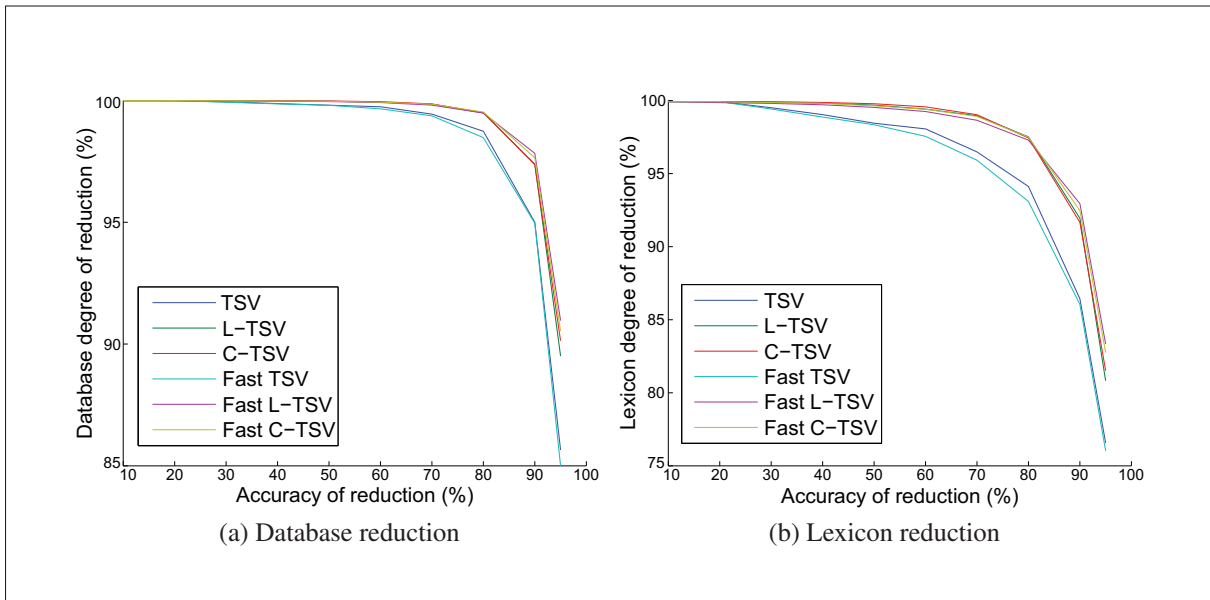 100
95
90
85
10 20 30 40 50 60 70 80 90 100
Database degree of reduction (%)
Accuracy of reduction (%)
TSV
L−TSV
C−TSV
Fast TSV
Fast L−TSV
Fast C−TSV
(a) Database reduction
100
95
90
85
80
75
10 20 30 40 50 60 70 80 90 100
Lexicon degree of reduction (%)
Accuracy of reduction (%)
TSV
L−TSV
C−TSV
Fast TSV
Fast L−TSV
Fast C−TSV
(b) Lexicon reduction